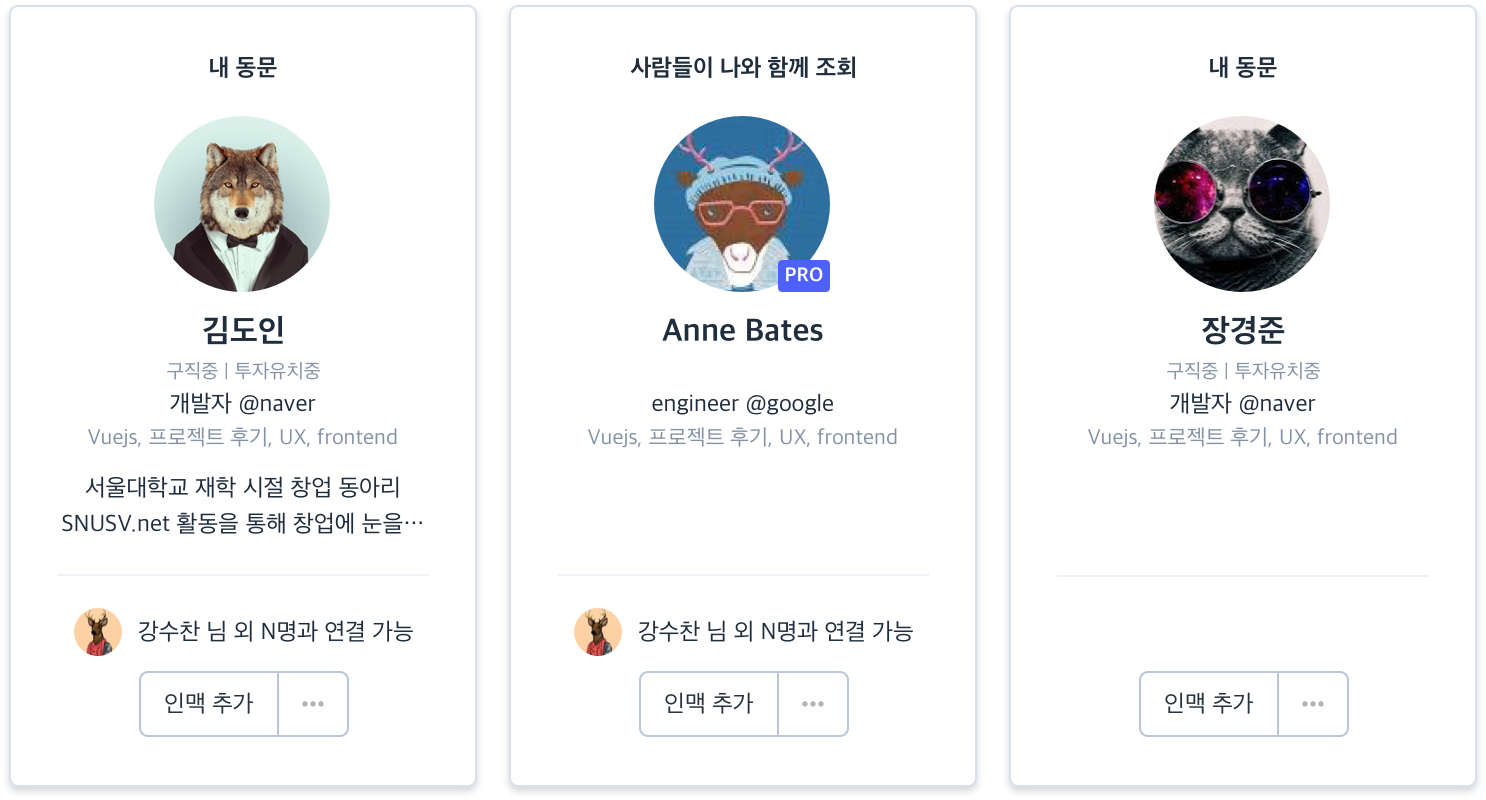 내 동문
김도인
구직중 | 투자유치중
개발자 @naver
Vuejs, 프로젝트 후기, UX, frontend
서울대학교 재학 시절 창업 동아리
SNUSV.net 활동을 통해 창업에 눈을…
강수찬 님 외 N명과 연결 가능
인맥 추가
사람들이 나와 함께 조회
PRO
Anne Bates
engineer @google
Vuejs, 프로젝트 후기, UX, frontend
강수찬 님 외 N명과 연결 가능
인맥 추가
내 동문
장경준
구직중 | 투자유치중
개발자 @naver
Vuejs, 프로젝트 후기, UX, frontend
인맥 추가